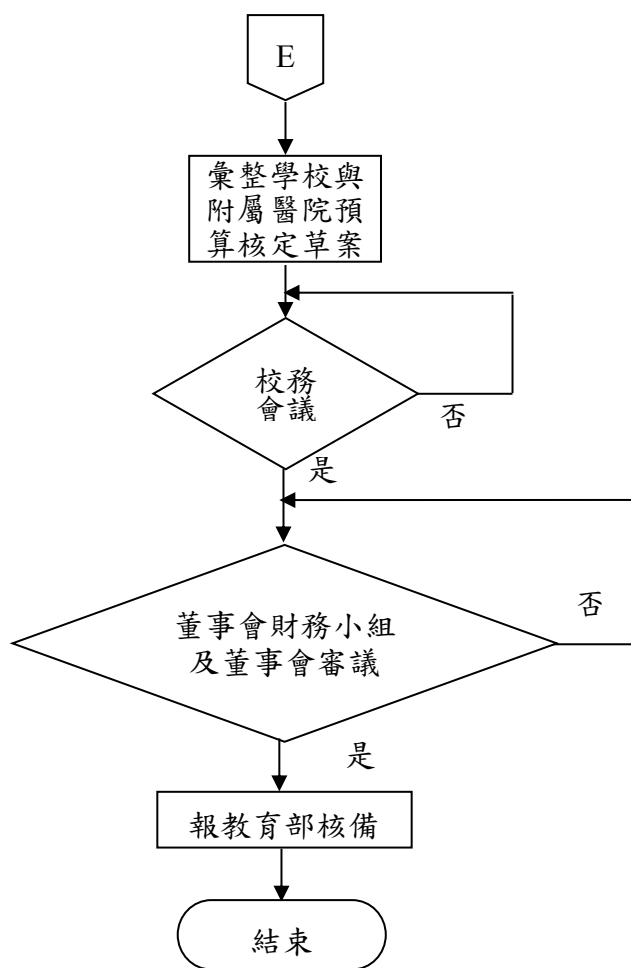 E
彙整學校與
附屬醫院預
算核定草案
校務
會議
否
是
董事會財務小組
及董事會審議
否
是
報教育部核備
結束